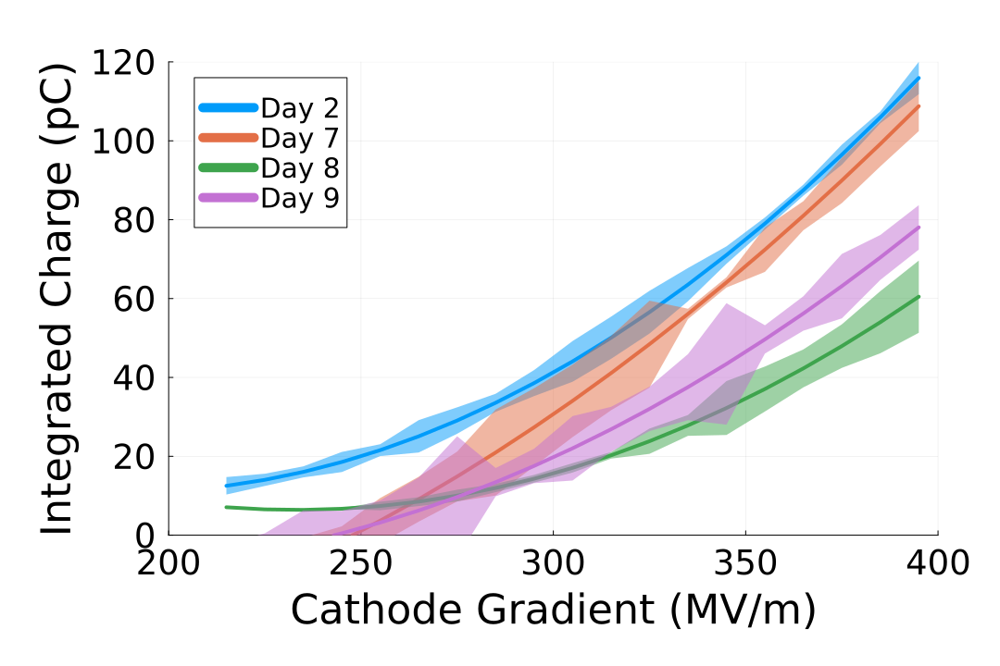 120
100
80
60
40
20
0
Integrated Charge (pC)
Day 2
Day 7
Day 8
Day 9
200 250 300 350 400
Cathode Gradient (MV/m)